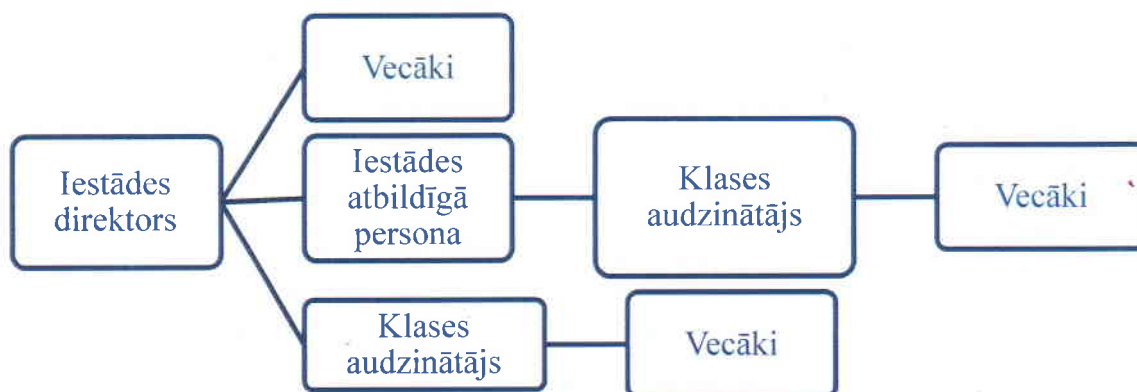 Vecāki
Iestādes
direktors
Iestādes
atbildīgā
persona
Klases
audzinātājs
Vecāki
Klases
audzinātājs
Vecāki